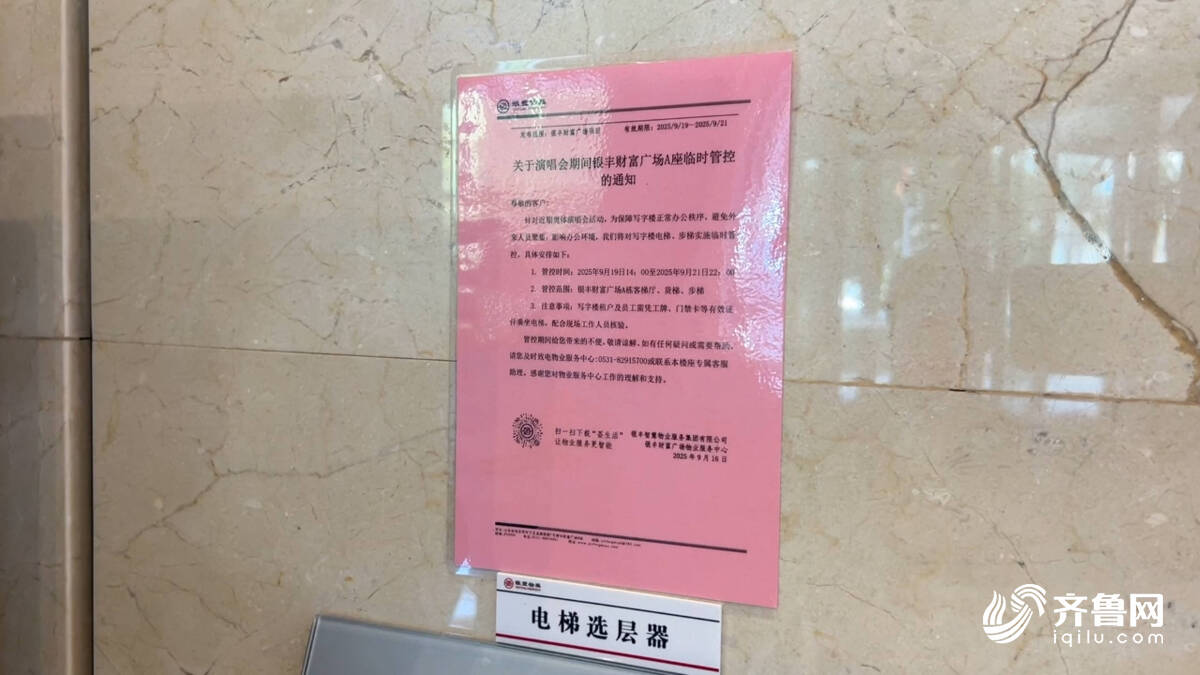 银丰物业
发布范围：银丰财富广场项目 有效期限：2025/9/19—2025/9/21
关于演唱会期间银丰财富广场A座临时管控
的通知
尊敬的客户：
针对近期奥体演唱会活动，为保障写字楼正常办公秩序，避免外
来人员聚集，影响办公环境，我们将对写字楼电梯、步梯实施临时管
控，具体安排如下：
1. 管控时间：2025年9月19日14：00至2025年9月21日22：00
2. 管控范围：银丰财富广场A栋客梯厅、货梯、步梯
3. 注意事项：写字楼租户及员工需凭工牌、门禁卡等有效证
件乘坐电梯，配合现场工作人员核验。
管控期间给您带来的不便，敬请谅解，如有任何疑问或需要帮助，
请您及时致电物业服务中心:0531-82915700或联系本楼座专属客服
助理。感谢您对物业服务中心工作的理解和支持。
扫一扫下载“荟生活”
让物业服务更智能
银丰智慧物业服务集团有限公司
银丰财富广场物业服务中心
2025年9月16日
银丰物业
电梯选层器
齐鲁网
iqilu.com